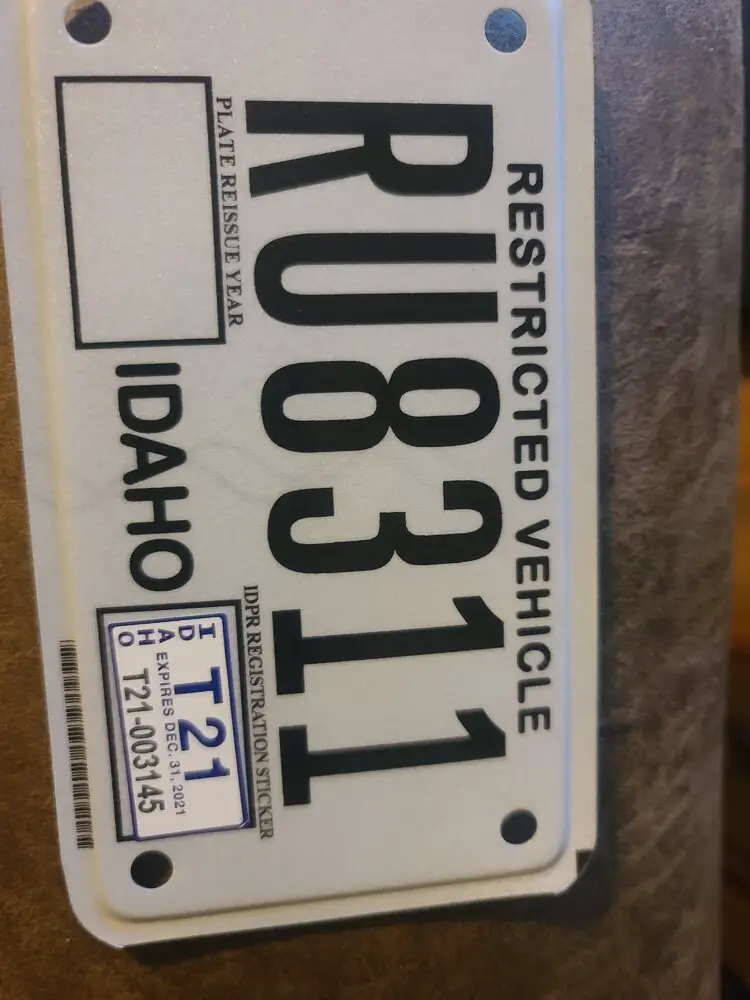 RESTRICTED VEHICLE
RU8311
PLATE REISSUE YEAR
IDPR REGISTRATION STICKER
IDAHO
IDAHO
T21
EXPIRES DEC. 31, 2021
T21-003145